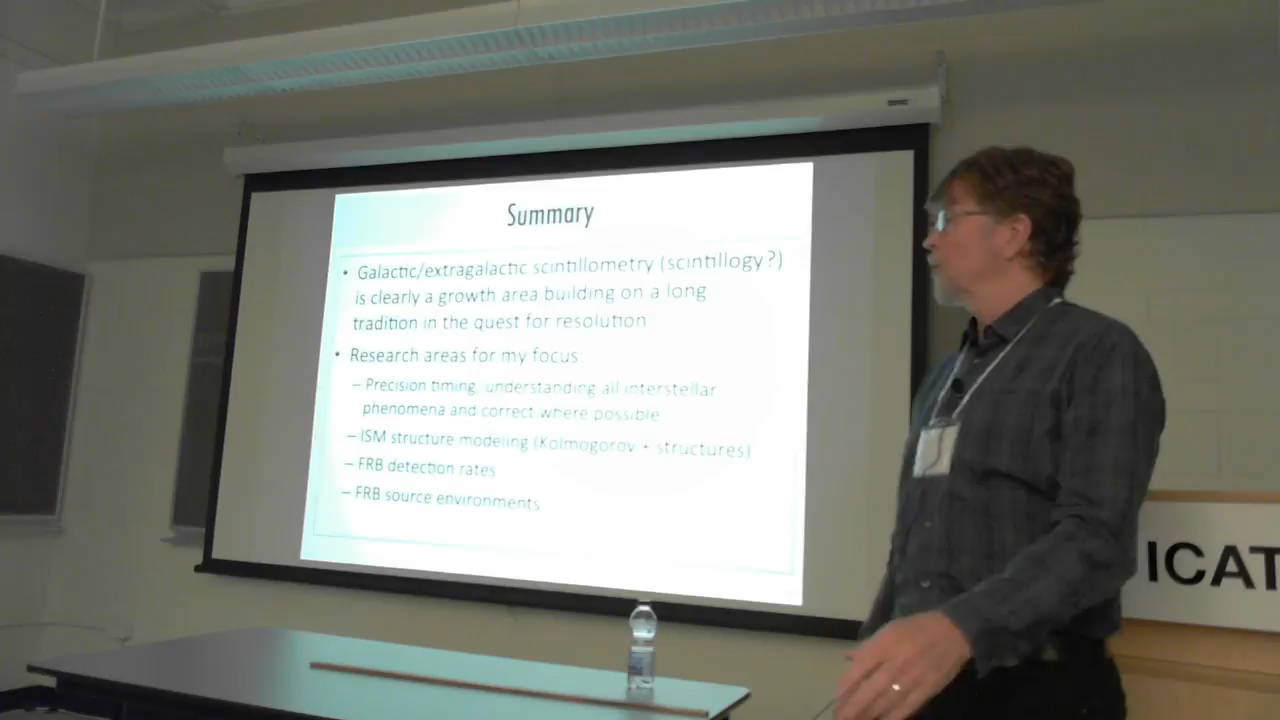 Summary
• Galactic/extragalactic scintillometry (scintillogy?)
is clearly a growth area building on a long
tradition in the quest for resolution
• Research areas for my focus:
– Precision timing: understanding all interstellar
phenomena and correct where possible
– ISM structure modeling (Kolmogorov + structures)
– FRB detection rates
– FRB source environments
ICAT